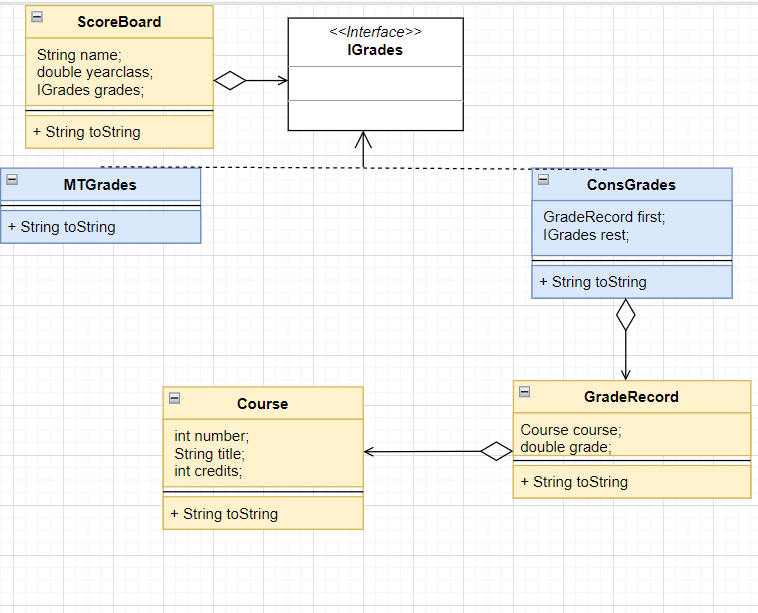 ScoreBoard
String name;
double yearclass;
IGrades grades;
+ String toString
<<Interface>>
IGrades
MTGrades
+ String toString
ConsGrades
GradeRecord first;
IGrades rest;
+ String toString
Course
int number;
String title;
int credits;
+ String toString
GradeRecord
Course course;
double grade;
+ String toString